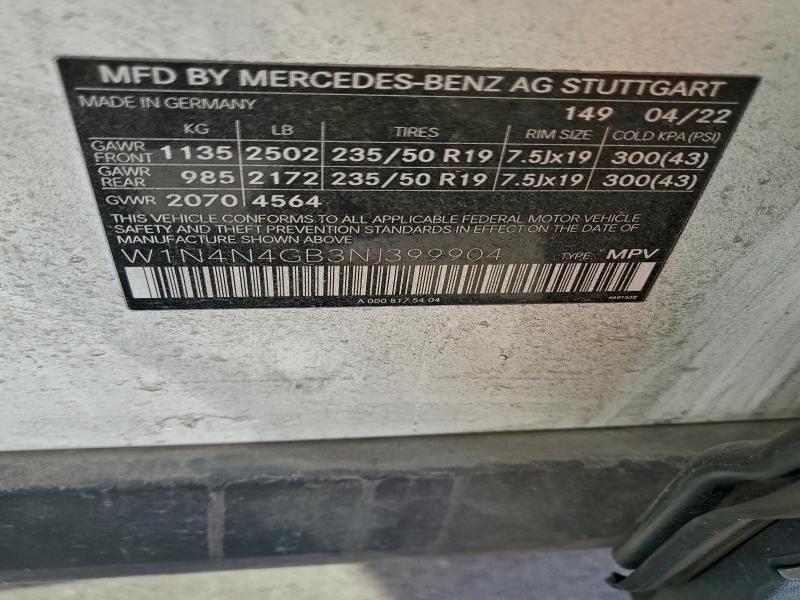 MFD BY MERCEDES-BENZ AG STUTTGART
MADE IN GERMANY 149 04/22
KG LB TIRES RIM SIZE COLD KPA (PSI)
GAWR FRONT 1135 2502 235/50 R19 7.5Jx19 300(43)
GAWR REAR 985 2172 235/50 R19 7.5Jx19 300(43)
GVWR 2070 4564
THIS VEHICLE CONFORMS TO ALL APPLICABLE FEDERAL MOTOR VEHICLE
SAFETY AND THEFT PREVENTION STANDARDS IN EFFECT ON THE DATE OF
MANUFACTURE SHOWN ABOVE
W1N4N4GB3NJ399904 TYPE: MPV
A 000 817 54 04